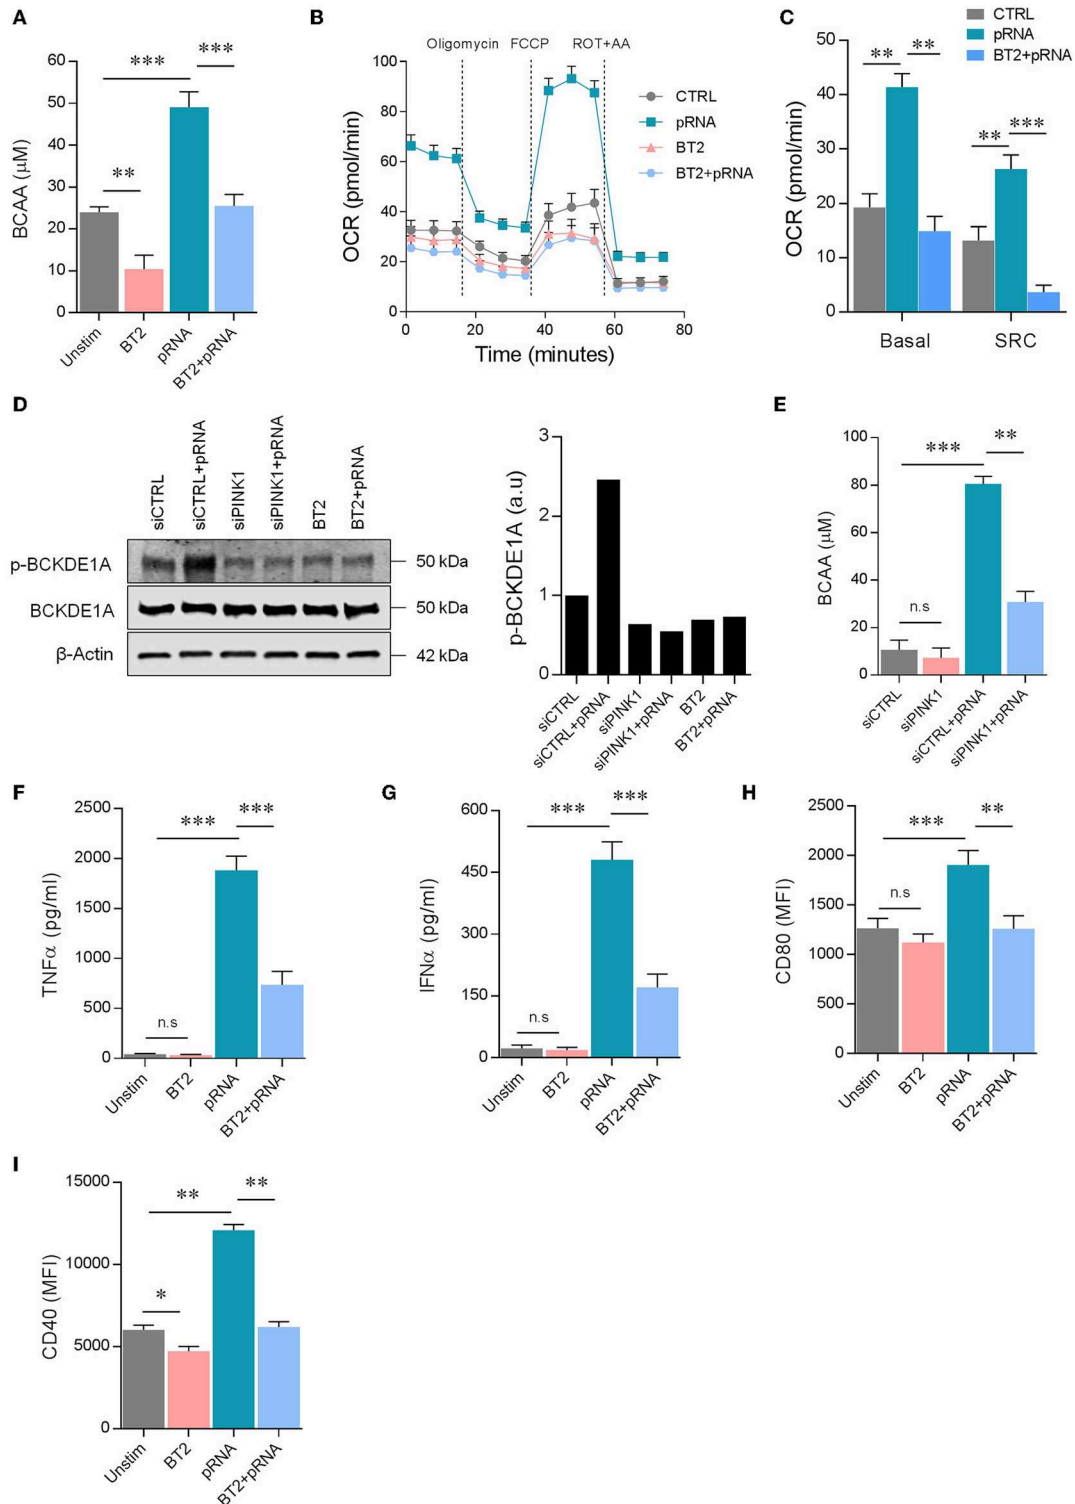 A
BCAA (μM)
60
50
40
30
20
10
0
***
***
**
Unstim
BT2
pRNA
BT2+pRNA
B
Oligomycin FCCP ROT+AA
OCR (pmol/min)
100
80
60
40
20
0
0 20 40 60 80
Time (minutes)
CTRL
pRNA
BT2
BT2+pRNA
C
CTRL
pRNA
BT2+pRNA
OCR (pmol/min)
50
40
30
20
10
0
** **
** ***
Basal SRC
D
siCTRL
siCTRL+pRNA
siPINK1
siPINK1+pRNA
BT2
BT2+pRNA
p-BCKDE1A 50 kDa
BCKDE1A 50 kDa
β-Actin 42 kDa
p-BCKDE1A (a.u)
3
2
1
0
siCTRL
siCTRL+pRNA
siPINK1
siPINK1+pRNA
BT2
BT2+pRNA
E
BCAA (μM)
100
80
60
40
20
0
*** **
n.s
siCTRL
siPINK1
siCTRL+pRNA
siPINK1+pRNA
F
TNFα (pg/ml)
2500
2000
1500
1000
500
0
***
***
n.s
Unstim
BT2
pRNA
BT2+pRNA
G
IFNα (pg/ml)
600
450
300
150
0
***
***
n.s
Unstim
BT2
pRNA
BT2+pRNA
H
CD80 (MFI)
2500
2000
1500
1000
500
0
**
***
n.s
Unstim
BT2
pRNA
BT2+pRNA
I
CD40 (MFI)
15000
10000
5000
0
**
**
*
Unstim
BT2
pRNA
BT2+pRNA